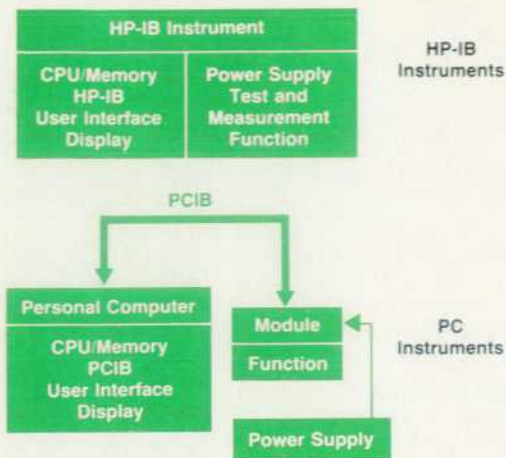 HP-IB Instrument
CPU/Memory
HP-IB
User Interface
Display
Power Supply
Test and
Measurement
Function
HP-IB
Instruments
PCIB
Personal Computer
CPU/Memory
PCIB
User Interface
Display
Module
Function
PC
Instruments
Power Supply